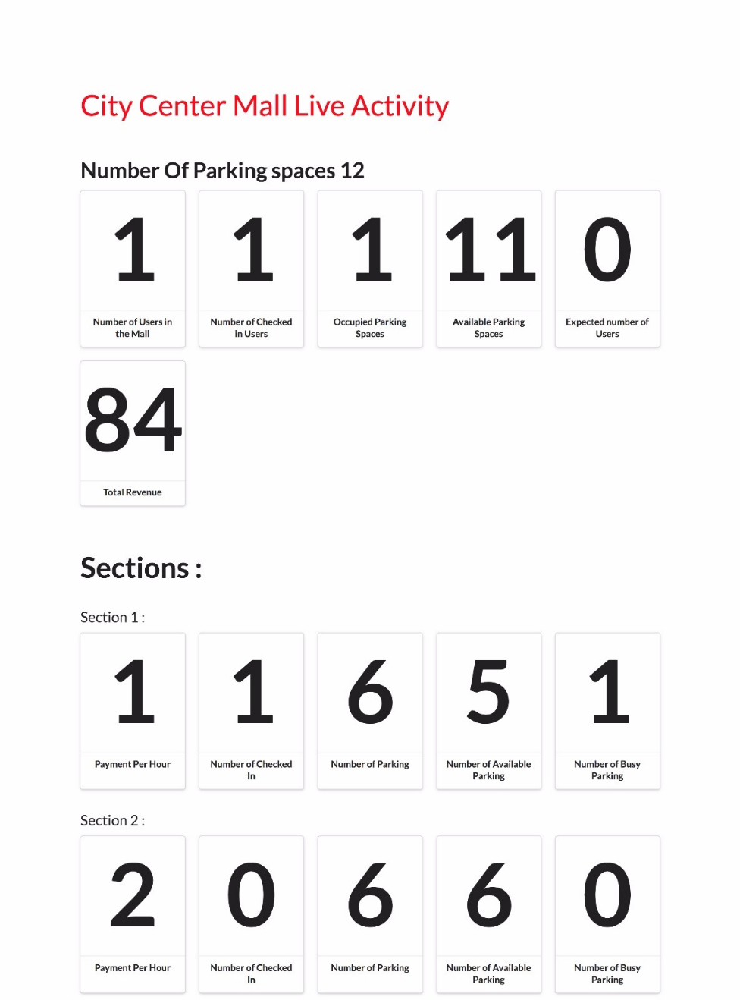 City Center Mall Live Activity
Number Of Parking spaces 12
1
Number of Users in
the Mall
1
Number of Checked
in Users
1
Occupied Parking
Spaces
11
Available Parking
Spaces
0
Expected number of
Users
84
Total Revenue
Sections :
Section 1 :
1
Payment Per Hour
1
Number of Checked
In
6
Number of Parking
5
Number of Available
Parking
1
Number of Busy
Parking
Section 2 :
2
Payment Per Hour
0
Number of Checked
In
6
Number of Parking
6
Number of Available
Parking
0
Number of Busy
Parking